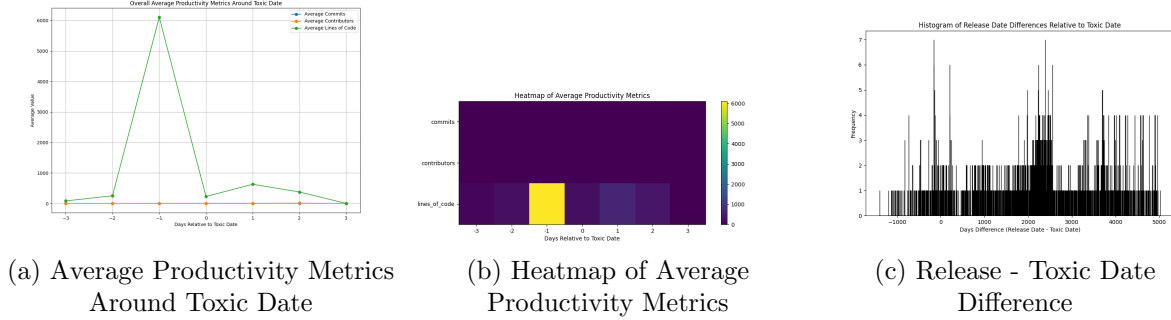 Overall Average Productivity Metrics Around Toxic Date
Average Commits
Average Contributors
Average Lines of Code
6000
5000
4000
3000
2000
1000
0
Average Value
−3 −2 −1 0 1 2 3
Days Relative to Toxic Date
(a) Average Productivity Metrics
Around Toxic Date
Heatmap of Average Productivity Metrics
commits
contributors
lines_of_code
-3 -2 -1 0 1 2 3
Days Relative to Toxic Date
6000
5000
4000
3000
2000
1000
0
(b) Heatmap of Average
Productivity Metrics
Histogram of Release Date Differences Relative to Toxic Date
7
6
5
4
3
2
1
0
Frequency
−1000 0 1000 2000 3000 4000 5000
Days Difference (Release Date - Toxic Date)
(c) Release - Toxic Date
Difference